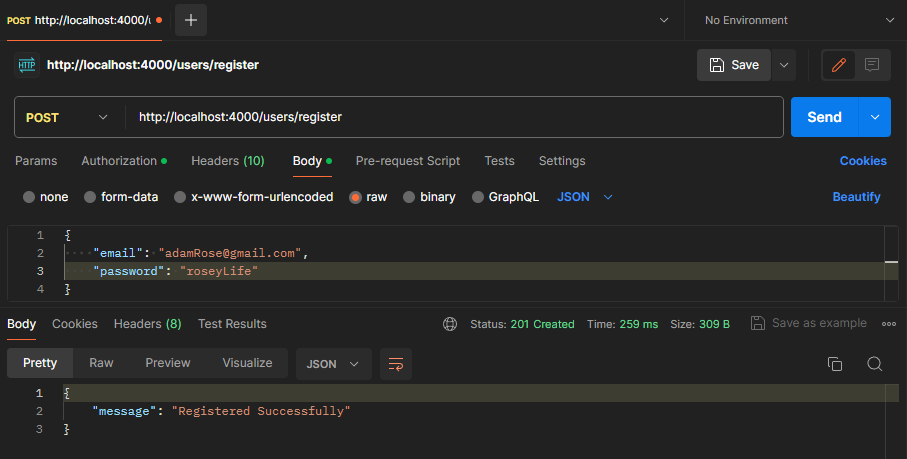 POST http://localhost:4000/u
No Environment
HTTP http://localhost:4000/users/register
Save
POST http://localhost:4000/users/register Send
Params Authorization Headers (10) Body Pre-request Script Tests Settings Cookies
none form-data x-www-form-urlencoded raw binary GraphQL JSON Beautify
1 {
2 "email": "adamRose@gmail.com",
3 "password": "roseyLife"
4 }
Body Cookies Headers (8) Test Results Status: 201 Created Time: 259 ms Size: 309 B Save as example
Pretty Raw Preview Visualize JSON
1 {
2 "message": "Registered Successfully"
3 }